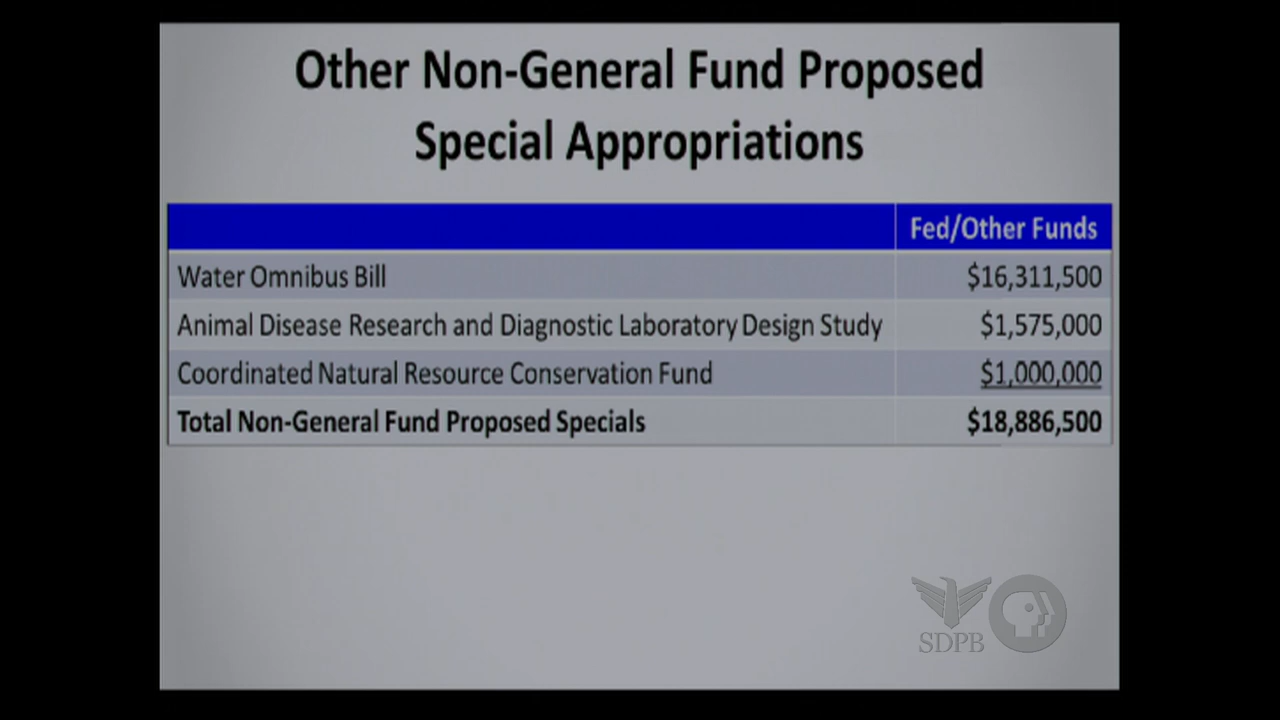 Other Non-General Fund Proposed
Special Appropriations
Fed/Other Funds
Water Omnibus Bill $16,311,500
Animal Disease Research and Diagnostic Laboratory Design Study $1,575,000
Coordinated Natural Resource Conservation Fund $1,000,000
Total Non-General Fund Proposed Specials $18,886,500
SDPB